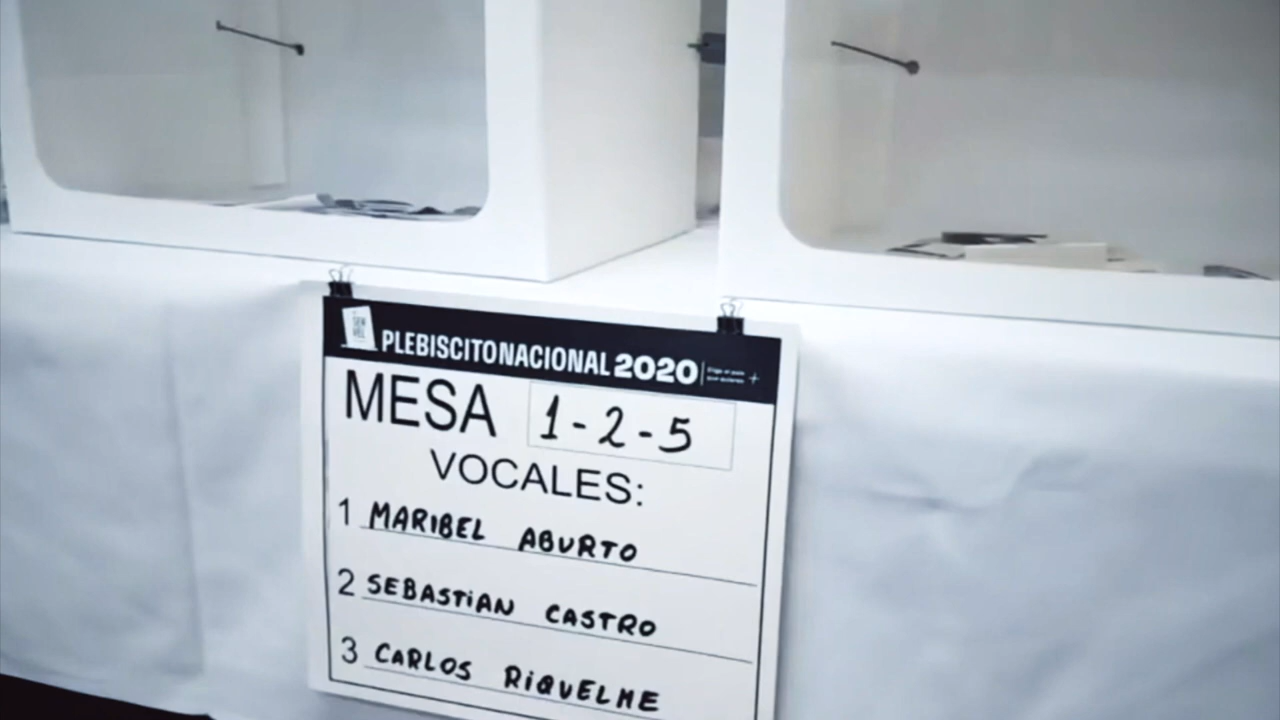 PLEBISCITO NACIONAL 2020
MESA 1-2-5
VOCALES:
1 MARIBEL ABURTO
2 SEBASTIAN CASTRO
3 CARLOS RIQUELME